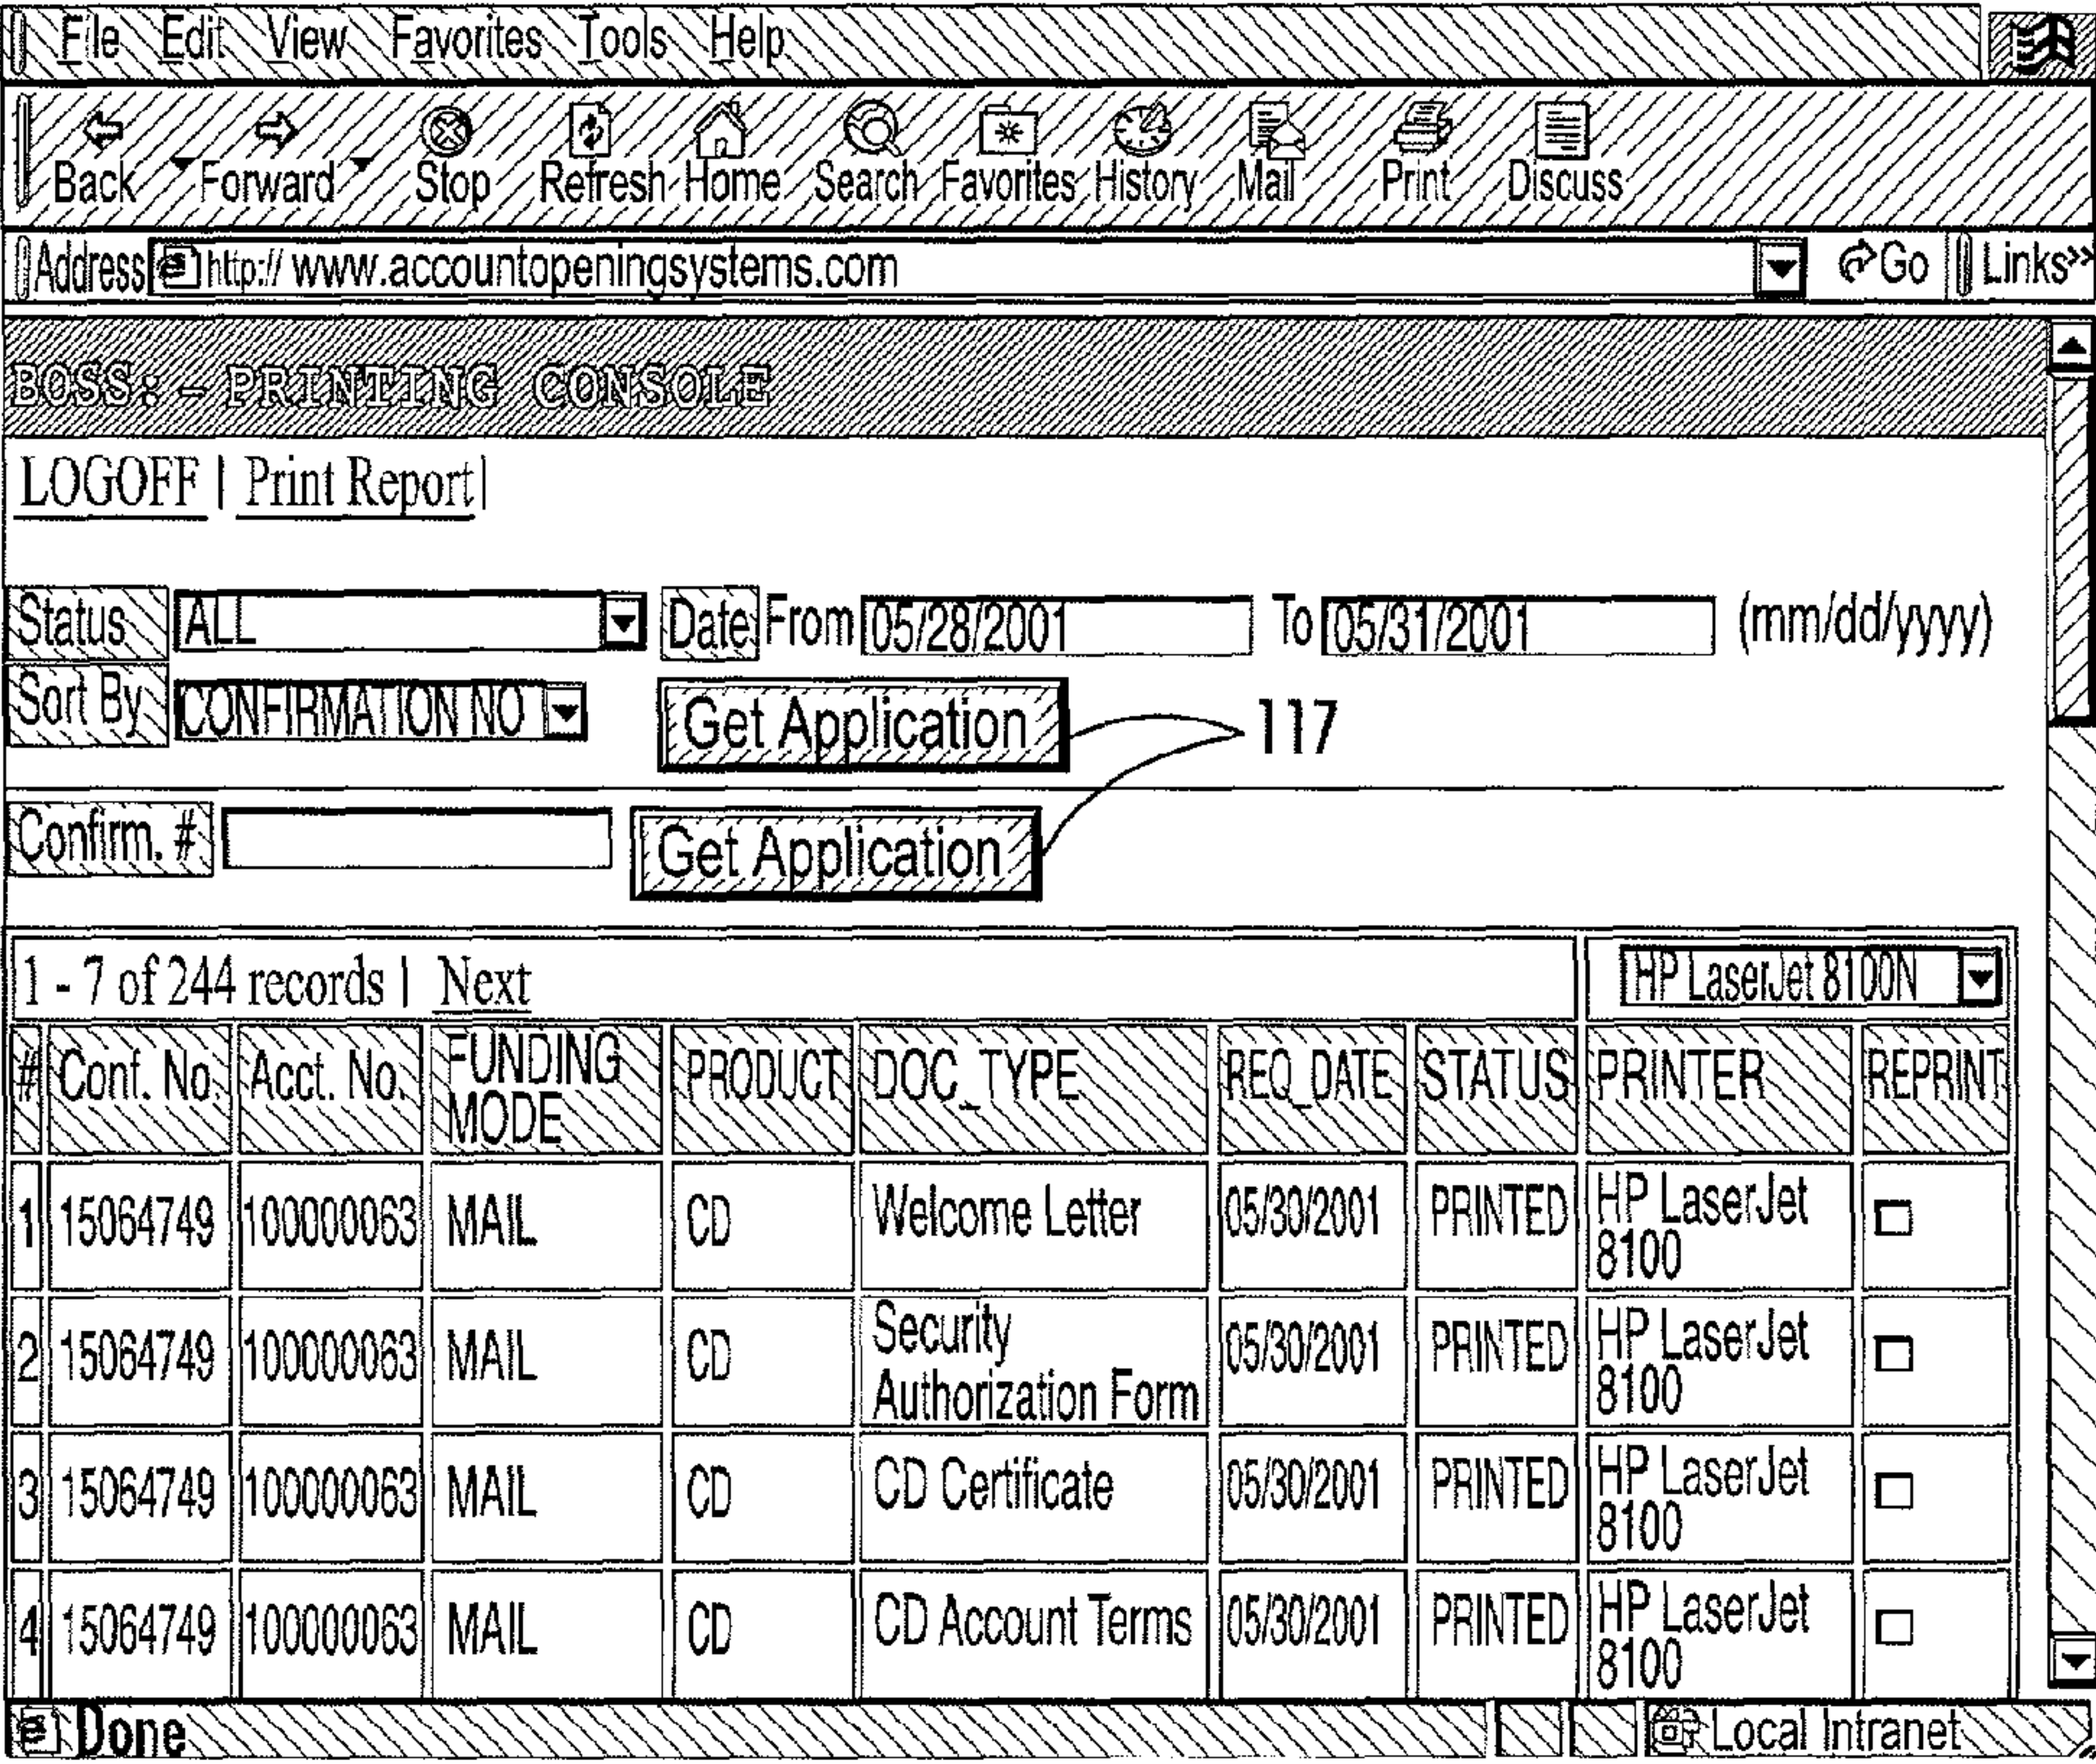 File Edit View Favorites Tools Help
Back Forward Stop Refresh Home Search Favorites History Mail Print Discuss
Address http:// www.accountopeningsystems.com Go Links»
BOSS: - PRINTING CONSOLE
LOGOFF | Print Report|
Status ALL Date From 05/28/2001 To 05/31/2001 (mm/dd/yyyy)
Sort By CONFIRMATION NO Get Application 117
Confirm. # Get Application
1 - 7 of 244 records | Next HP LaserJet 8100N
# Conf. No. Acct. No. FUNDING MODE PRODUCT DOC_TYPE REQ_DATE STATUS PRINTER REPRINT
1 15064749 100000063 MAIL CD Welcome Letter 05/30/2001 PRINTED HP LaserJet 8100
2 15064749 100000063 MAIL CD Security Authorization Form 05/30/2001 PRINTED HP LaserJet 8100
3 15064749 100000063 MAIL CD CD Certificate 05/30/2001 PRINTED HP LaserJet 8100
4 15064749 100000063 MAIL CD CD Account Terms 05/30/2001 PRINTED HP LaserJet 8100
Done Local Intranet